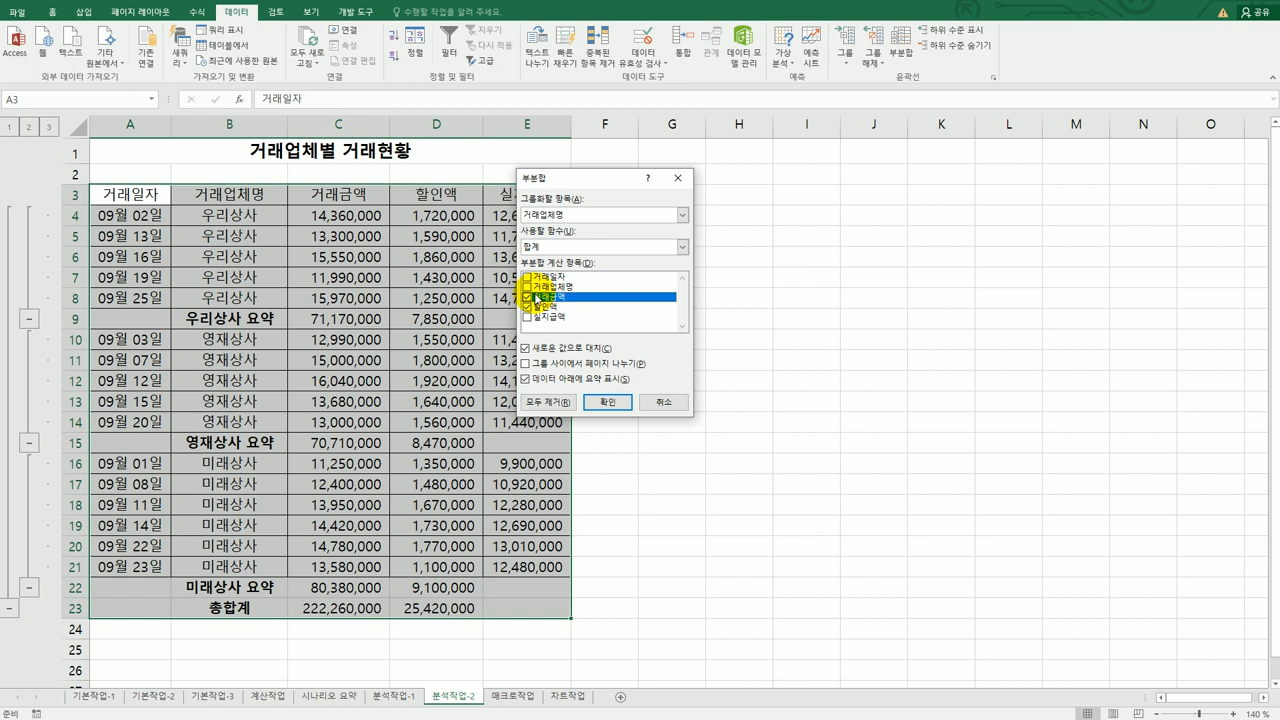 파일 홈 삽입 페이지 레이아웃 수식 데이터 검토 보기 개발 도구 수행할 작업을 알려 주세요. 공유
Access 웹 텍스트 기타 원본에서 기존 연결 새 쿼리 쿼리 표시 테이블에서 최근에 사용한 원본 모두 새로 고침 연결 속성 연결 편집 정렬 필터 지우기 다시 적용 고급 텍스트 나누기 빠른 채우기 중복된 항목 제거 데이터 유효성 검사 통합 관계 데이터 모델 관리 가상 분석 예측 시트 그룹 그룹 해제 부분합 하위 수준 표시 하위 수준 숨기기
외부 데이터 가져오기 가져오기 및 변환 연결 정렬 및 필터 데이터 도구 예측 윤곽선
A3 fx 거래일자
1 2 3 A B C D E F G H I J K L M N O
1 거래업체별 거래현황
2
3 거래일자 거래업체명 거래금액 할인액
4 09월 02일 우리상사 14,360,000 1,720,000
5 09월 13일 우리상사 13,300,000 1,590,000
6 09월 16일 우리상사 15,550,000 1,860,000
7 09월 19일 우리상사 11,990,000 1,430,000
8 09월 25일 우리상사 15,970,000 1,250,000
9 우리상사 요약 71,170,000 7,850,000
10 09월 03일 영재상사 12,990,000 1,550,000
11 09월 07일 영재상사 15,000,000 1,800,000
12 09월 12일 영재상사 16,040,000 1,920,000
13 09월 15일 영재상사 13,680,000 1,640,000
14 09월 20일 영재상사 13,000,000 1,560,000 11,440,000
15 영재상사 요약 70,710,000 8,470,000
16 09월 01일 미래상사 11,250,000 1,350,000 9,900,000
17 09월 08일 미래상사 12,400,000 1,480,000 10,920,000
18 09월 11일 미래상사 13,950,000 1,670,000 12,280,000
19 09월 14일 미래상사 14,420,000 1,730,000 12,690,000
20 09월 22일 미래상사 14,780,000 1,770,000 13,010,000
21 09월 23일 미래상사 13,580,000 1,100,000 12,480,000
22 미래상사 요약 80,380,000 9,100,000
23 총합계 222,260,000 25,420,000
24
25
26
부분합 ?
그룹화할 항목(A):
거래업체명
사용할 함수(U):
합계
부분합 계산 항목(D):
거래일자
거래업체명
거래금액
할인액
실지급액
새로운 값으로 대치(C)
그룹 사이에서 페이지 나누기(P)
데이터 아래에 요약 표시(S)
모두 제거(R) 확인 취소
기본작업-1 기본작업-2 기본작업-3 계산작업 시나리오 요약 분석작업-1 분석작업-2 매크로작업 차트작업
준비 140 %